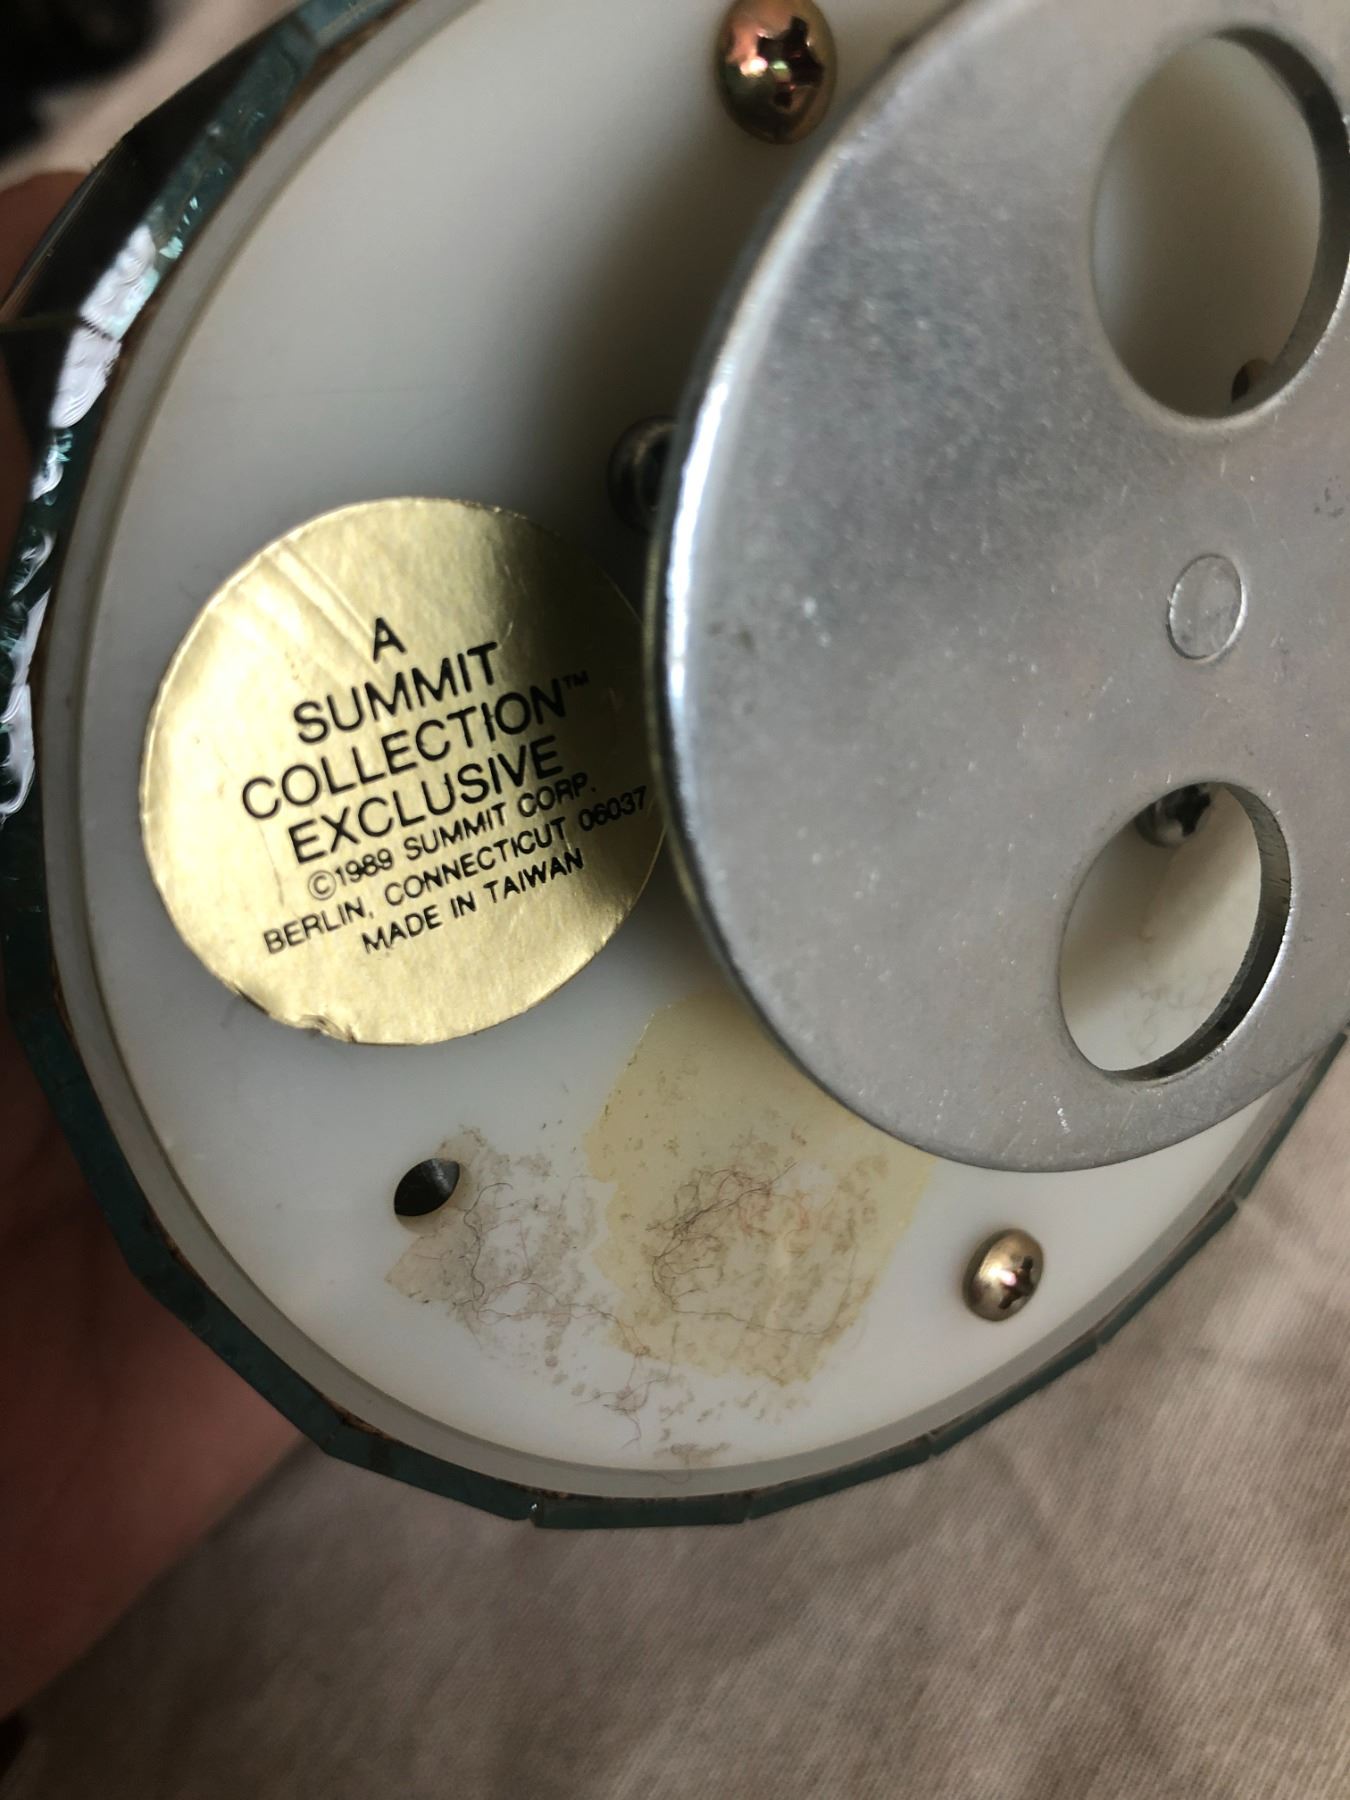 A
SUMMIT
COLLECTION™
EXCLUSIVE
©1989 SUMMIT CORP.
BERLIN, CONNECTICUT 06037
MADE IN TAIWAN